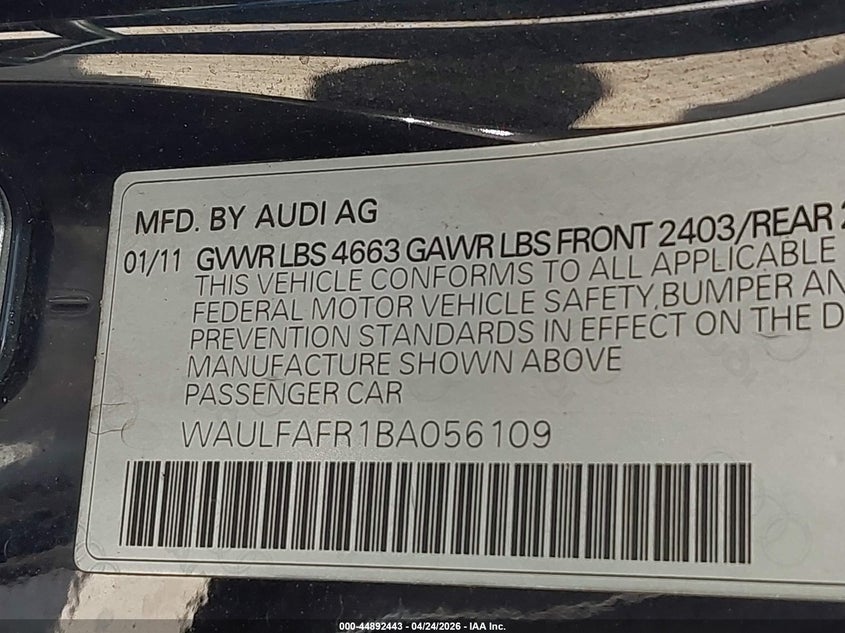 MFD. BY AUDI AG
01/11 GVWR LBS 4663 GAWR LBS FRONT 2403/REAR 2
THIS VEHICLE CONFORMS TO ALL APPLICABLE
FEDERAL MOTOR VEHICLE SAFETY,BUMPER AN
PREVENTION STANDARDS IN EFFECT ON THE D
MANUFACTURE SHOWN ABOVE
PASSENGER CAR
WAULFAFR1BA056109
000-44892443 - 04/24/2026 - IAA Inc.